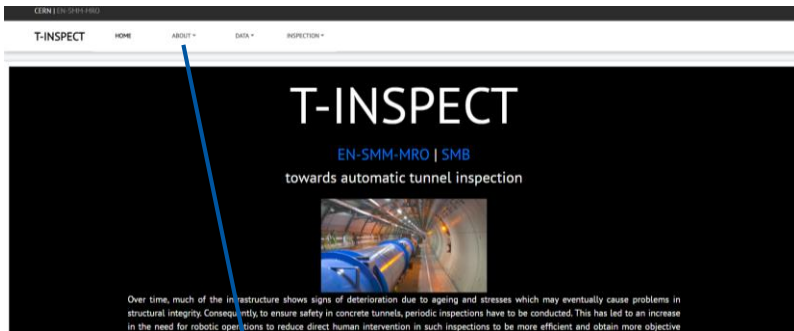 CERN | EN-SMM-MRO
T-INSPECT HOME ABOUT DATA INSPECTION
T-INSPECT
EN-SMM-MRO | SMB
towards automatic tunnel inspection
Over time, much of the infrastructure shows signs of deterioration due to ageing and stresses which may eventually cause problems in
structural integrity. Consequently, to ensure safety in concrete tunnels, periodic inspections have to be conducted. This has led to an increase
in the need for robotic operations to reduce direct human intervention in such inspections to be more efficient and obtain more objective